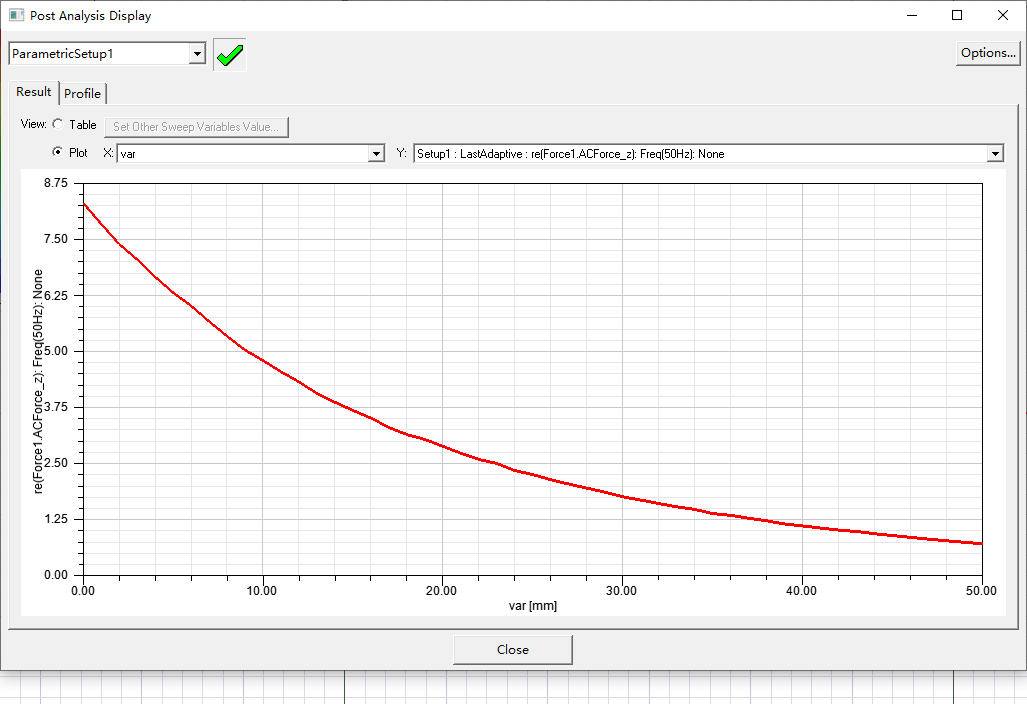 Post Analysis Display
ParametricSetup1
Options...
Result
Profile
View:
Table
Set Other Sweep Variables Value...
Plot
X:
var
Y:
Setup1 : LastAdaptive : re(Force1.ACForce_z): Freq(50Hz): None
8.75
7.50
6.25
5.00
3.75
2.50
1.25
0.00
re(Force1.ACForce_z): Freq(50Hz): None
0.00
10.00
20.00
30.00
40.00
50.00
var [mm]
Close